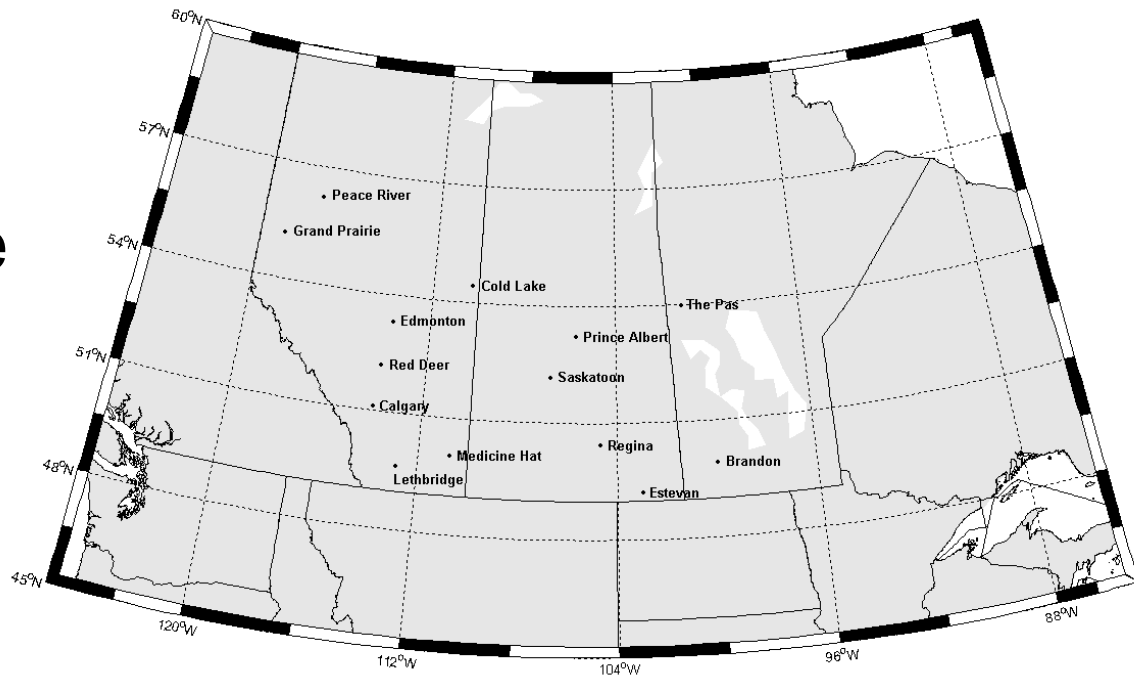 60°N
57°N
Peace River
e
Grand Prairie
54°N
Cold Lake
The Pas
Edmonton
Prince Albert
51°N
Red Deer
Saskatoon
Calgary
Regina
Medicine Hat
Brandon
48°N
Lethbridge
Estevan
45°N
120°W
112°W
104°W
96°W
88°W